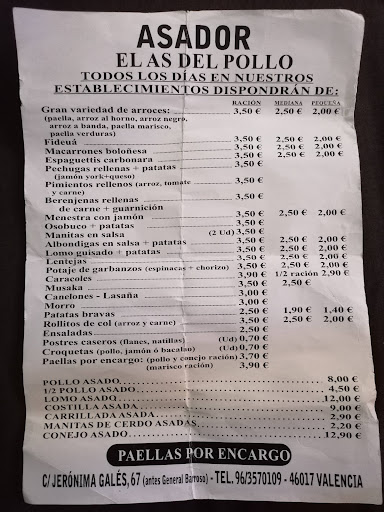 ASADOR
EL AS DEL POLLO
TODOS LOS DÍAS EN NUESTROS
ESTABLECIMIENTOS DISPONDRÁN DE:
RACIÓN MEDIANA PEQUEÑA
Gran variedad de arroces: 3,50 € 2,50 € 2,00 €
(paella, arroz al horno, arroz negro,
arroz a banda, paella marisco,
paella verduras)
Fideuá 3,50 € 2,50 € 2,00 €
Macarrones boloñesa 3,50 € 2,50 € 2,00 €
Espaguettis carbonara 3,50 € 2,50 € 2,00 €
Pechugas rellenas + patatas 3,50 €
(jamón york+queso)
Pimientos rellenos (arroz, tomate 3,50 €
y carne)
Berenjenas rellenas 3,50 €
de carne + guarnición
Menestra con jamón 3,50 € 2,50 € 2,00 €
Osobuco + patatas 3,50 €
Manitas en salsa (2 Ud) 3,50 €
Albondigas en salsa + patatas 3,50 € 2,50 € 2,00 €
Lomo guisado + patatas 3,50 € 2,50 € 2,00 €
Lentejas 3,50 € 2,50 € 2,00 €
Potaje de garbanzos (espinacas + chorizo) 3,50 € 2,50 € 2,00 €
Caracoles 3,90 € 1/2 ración 2,90 €
Musaka 3,50 € 2,50 €
Canelones - Lasaña 3,00 €
Morro 3,00 €
Patatas bravas 2,50 € 1,90 € 1,40 €
Rollitos de col (arroz y carne) 3,50 € 2,50 € 2,00 €
Ensaladas 2,50 €
Postres caseros (flanes, natillas) (Ud) 0,70 €
Croquetas (pollo, jamón ó bacalao) (Ud) 0,70 €
Paellas por encargo: (pollo y conejo ración) 3,70 €
(marisco ración) 3,90 €
POLLO ASADO 8,00 €
1/2 POLLO ASADO 4,50 €
LOMO ASADO 12,00 €
COSTILLA ASADA 9,00 €
CARRILLADA ASADA 2,90 €
MANITAS DE CERDO ASADAS 2,20 €
CONEJO ASADO 12,90 €
PAELLAS POR ENCARGO
C/ JERÓNIMA GALÉS, 67 (antes General Barroso) - TEL. 96/3570109 - 46017 VALENCIA